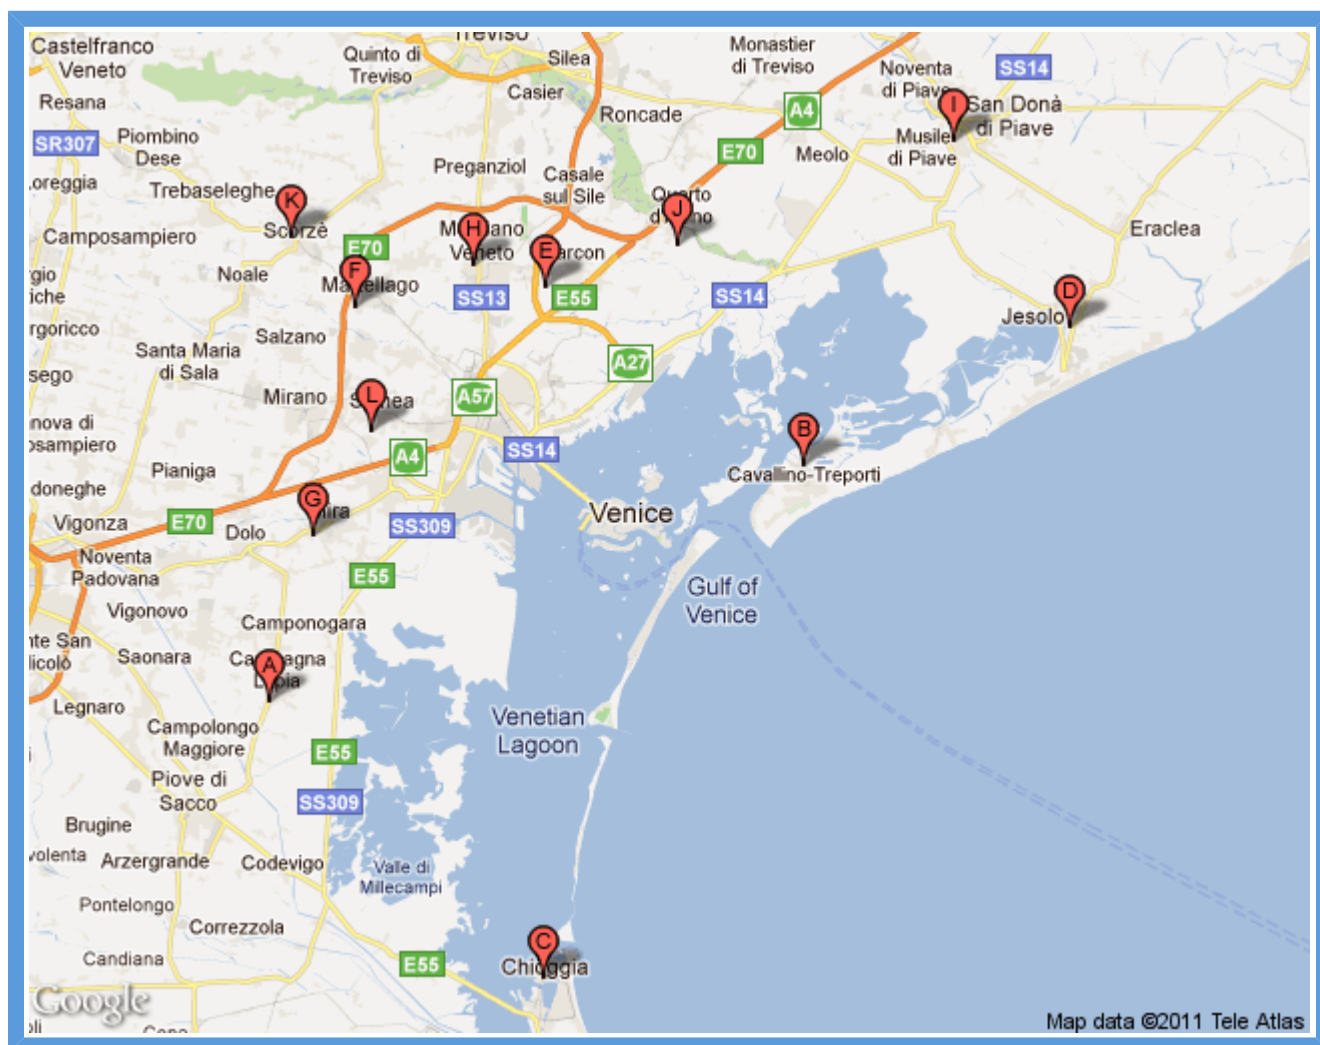 Treviso
Castelfranco
Veneto
Quinto di
Treviso
Silea
Monastier
di Treviso
Noventa
di Piave
SS14
Resana
Casier
Roncade
A4
I
San Donà
di Piave
SR307
Piombino
Dese
Preganziol
E70
Meolo
Musile
di Piave
Loreggia
Trebaseleghe
Casale
sul Sile
K
Scorzè
J
Quarto
Camposampiero
E70
H
Veneto
E
Eraclea
Noale
F
SS13
E55
SS14
D
Jesolo
Salzano
Santa Maria
di Sala
A27
Mirano
L
A57
B
Cavallino-Treporti
A4
SS14
Pianiga
G
Venice
Vigonza
E70
Dolo
SS309
Noventa
Padovana
E55
Gulf of
Venice
Vigonovo
Camponogara
Saonara
A
Legnaro
Venetian
Lagoon
Campolongo
Maggiore
E55
Piove di
Sacco
SS309
Brugine
Arzergrande
Codevigo
Valle di
Millecampi
Pontelongo
Correzzola
C
Chioggia
Candiana
E55
Google
Map data ©2011 Tele Atlas